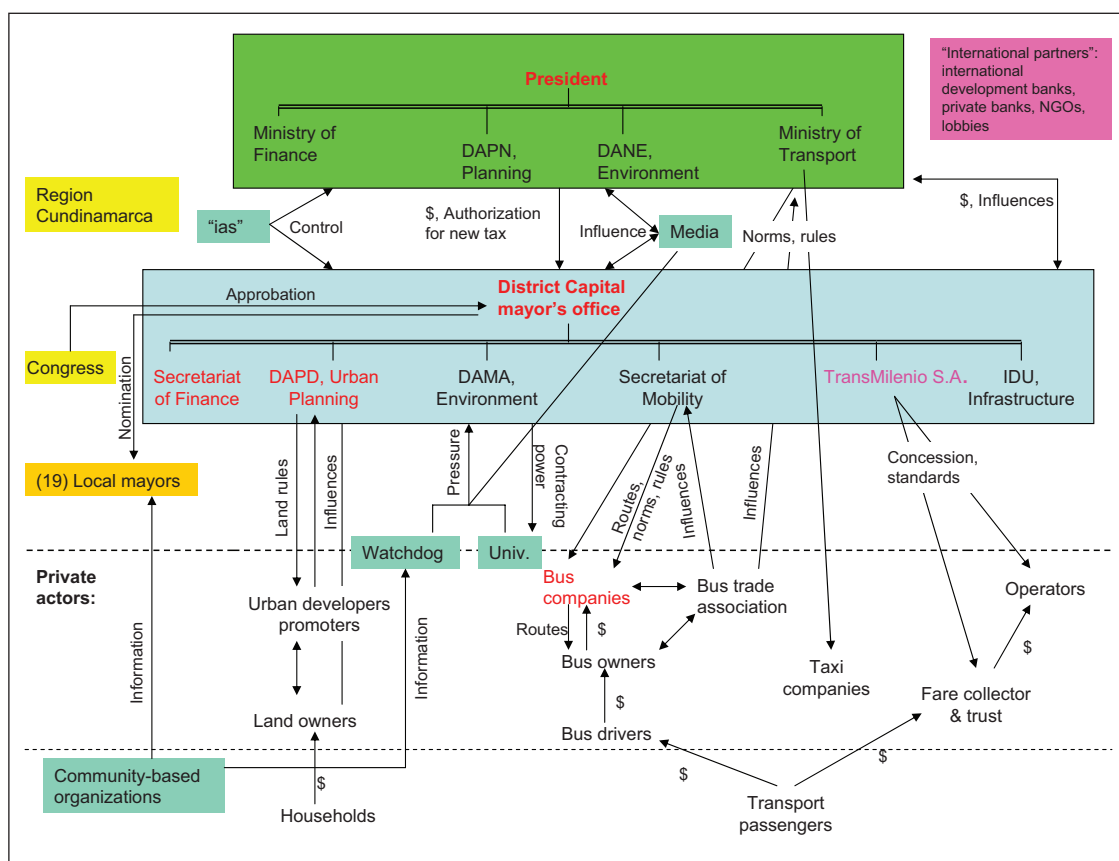 President
Ministry of
Finance
DAPN,
Planning
DANE,
Environment
Ministry of
Transport
“International partners”:
international
development banks,
private banks, NGOs,
lobbies
Region
Cundinamarca
“ias”
Control
$, Authorization
for new tax
Influence
Media
Norms, rules
$, Influences
Approbation
District Capital
mayor’s office
Congress
Nomination
Secretariat
of Finance
DAPD, Urban
Planning
DAMA,
Environment
Secretariat of
Mobility
TransMilenio S.A.
IDU,
Infrastructure
(19) Local mayors
Land rules
Influences
Pressure
Contracting
power
Routes,
norms, rules
Influences
Influences
Concession,
standards
Watchdog
Univ.
Private
actors:
Bus
companies
Bus trade
association
Operators
Urban developers
promoters
Routes
$
$
Information
Information
Bus owners
Taxi
companies
Fare collector
& trust
$
Land owners
Bus drivers
Community-based
organizations
$
$
$
Households
Transport
passengers